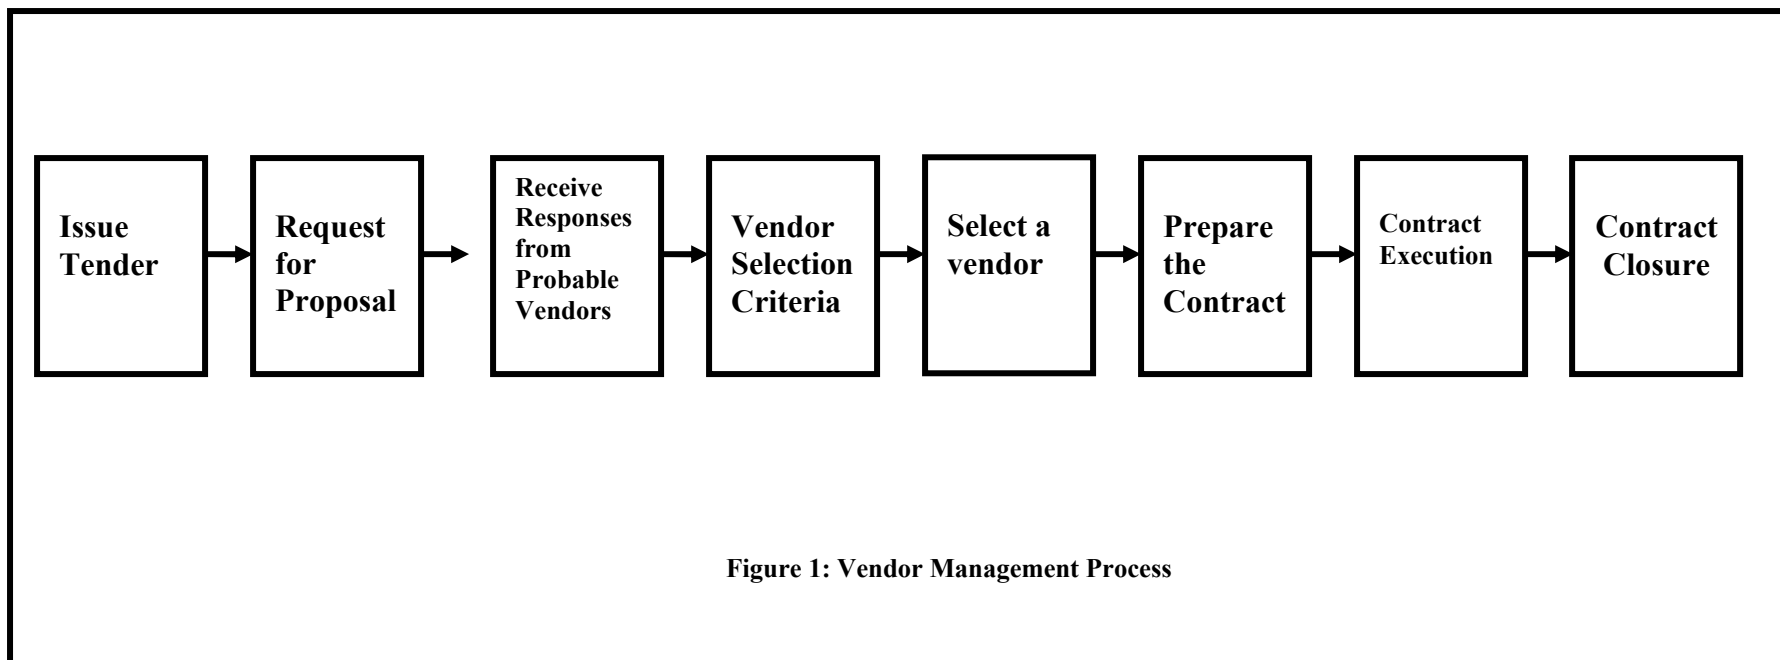 Issue
Tender
Request
for
Proposal
Receive
Responses
from
Probable
Vendors
Vendor
Selection
Criteria
Select a
vendor
Prepare
the
Contract
Contract
Execution
Contract
Closure
Figure 1: Vendor Management Process